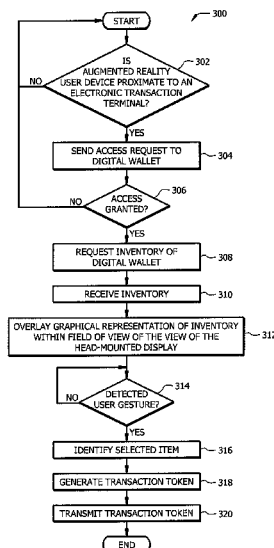 300
START
IS
AUGMENTED REALITY
USER DEVICE PROXIMATE TO AN
ELECTRONIC TRANSACTION
TERMINAL?
302
NO
YES
SEND ACCESS REQUEST TO
DIGITAL WALLET
304
306
ACCESS
GRANTED?
NO
YES
REQUEST INVENTORY OF
DIGITAL WALLET
308
RECEIVE INVENTORY
310
OVERLAY GRAPHICAL REPRESENTATION OF INVENTORY
WITHIN FIELD OF VIEW OF THE VIEW OF THE
HEAD-MOUNTED DISPLAY
312
314
DETECTED
USER GESTURE?
NO
YES
IDENTIFY SELECTED ITEM
316
GENERATE TRANSACTION TOKEN
318
TRANSMIT TRANSACTION TOKEN
320
END